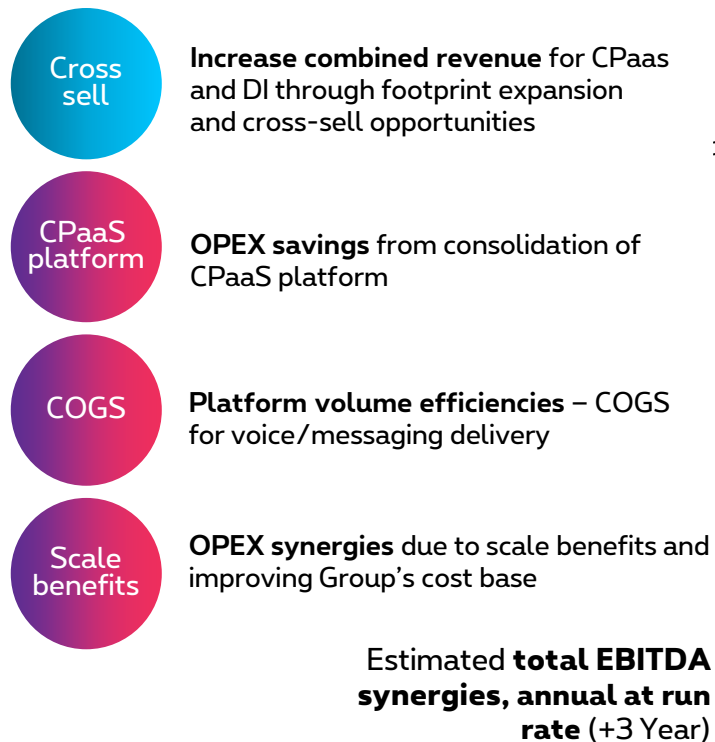 Cross
sell
Increase combined revenue for CPaas
and DI through footprint expansion
and cross-sell opportunities
CPaaS
platform
OPEX savings from consolidation of
CPaaS platform
COGS
Platform volume efficiencies – COGS
for voice/messaging delivery
Scale
benefits
OPEX synergies due to scale benefits and
improving Group's cost base
Estimated total EBITDA
synergies, annual at run
rate (+3 Year)